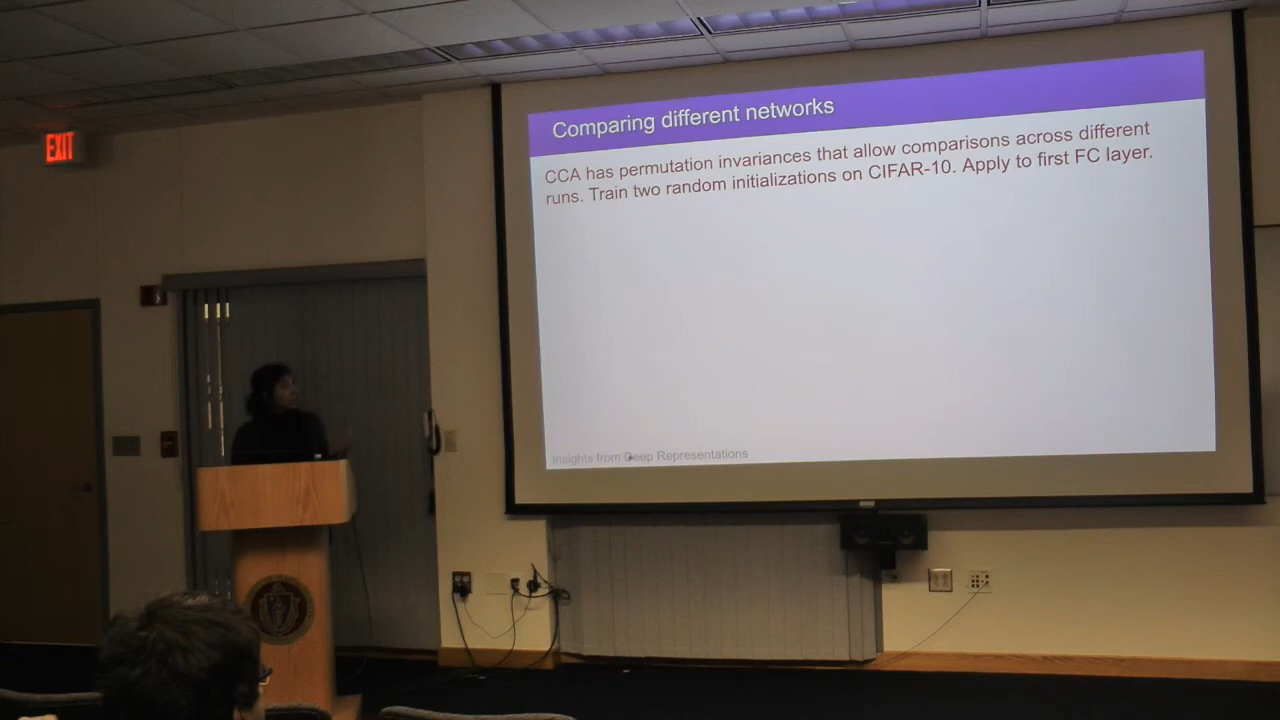 EXIT
Comparing different networks
CCA has permutation invariances that allow comparisons across different
runs. Train two random initializations on CIFAR-10. Apply to first FC layer.
Insights from Deep Representations